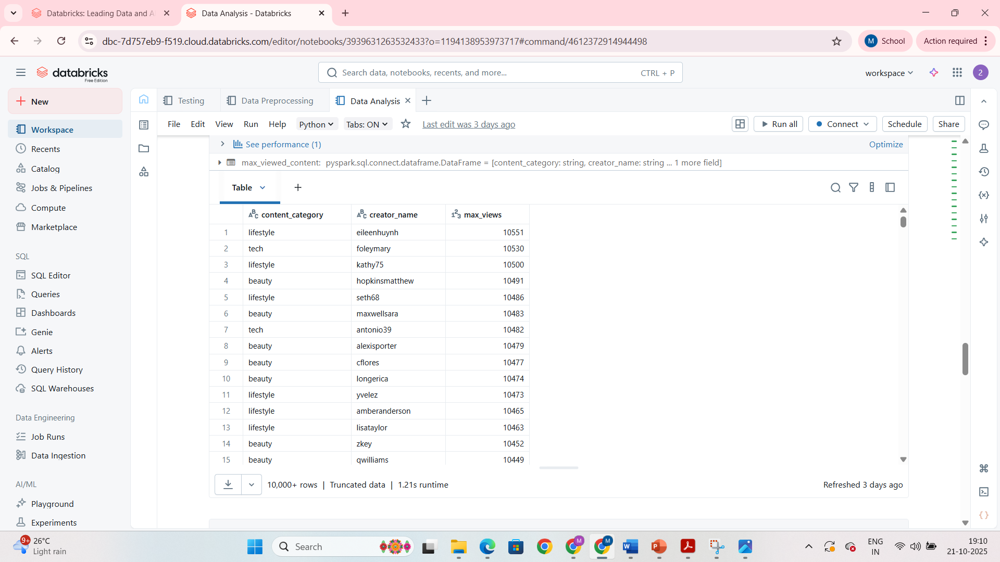 Databricks: Leading Data and A
Data Analysis - Databricks
dbc-7d757eb9-f519.cloud.databricks.com/editor/notebooks/3939631263532433?o=1194138953973717#command/4612372914944498
M School
Action required
databricks
Free Edition
Search data, notebooks, recents, and more...
CTRL + P
workspace
2
New
Workspace
Recents
Catalog
Jobs & Pipelines
Compute
Marketplace
SQL
SQL Editor
Queries
Dashboards
Genie
Alerts
Query History
SQL Warehouses
Data Engineering
Job Runs
Data Ingestion
AI/ML
Playground
Experiments
Testing
Data Preprocessing
Data Analysis
File Edit View Run Help Python Tabs: ON Last edit was 3 days ago
Run all
Connect
Schedule
Share
See performance (1)
Optimize
max_viewed_content: pyspark.sql.connect.dataframe.DataFrame = [content_category: string, creator_name: string ... 1 more field]
Table
content_category creator_name max_views
1 lifestyle eileenhuynh 10551
2 tech foleymary 10530
3 lifestyle kathy75 10500
4 beauty hopkinsmatthew 10491
5 lifestyle seth68 10486
6 beauty maxwellsara 10483
7 tech antonio39 10482
8 beauty alexisporter 10479
9 beauty cflores 10477
10 beauty longerica 10474
11 lifestyle yvelez 10473
12 lifestyle amberanderson 10465
13 lifestyle lisataylor 10463
14 beauty zkey 10452
15 beauty qwilliams 10449
10,000+ rows | Truncated data | 1.21s runtime
Refreshed 3 days ago
9+
26°C
Light rain
Search
ENG
IN
19:10
21-10-2025